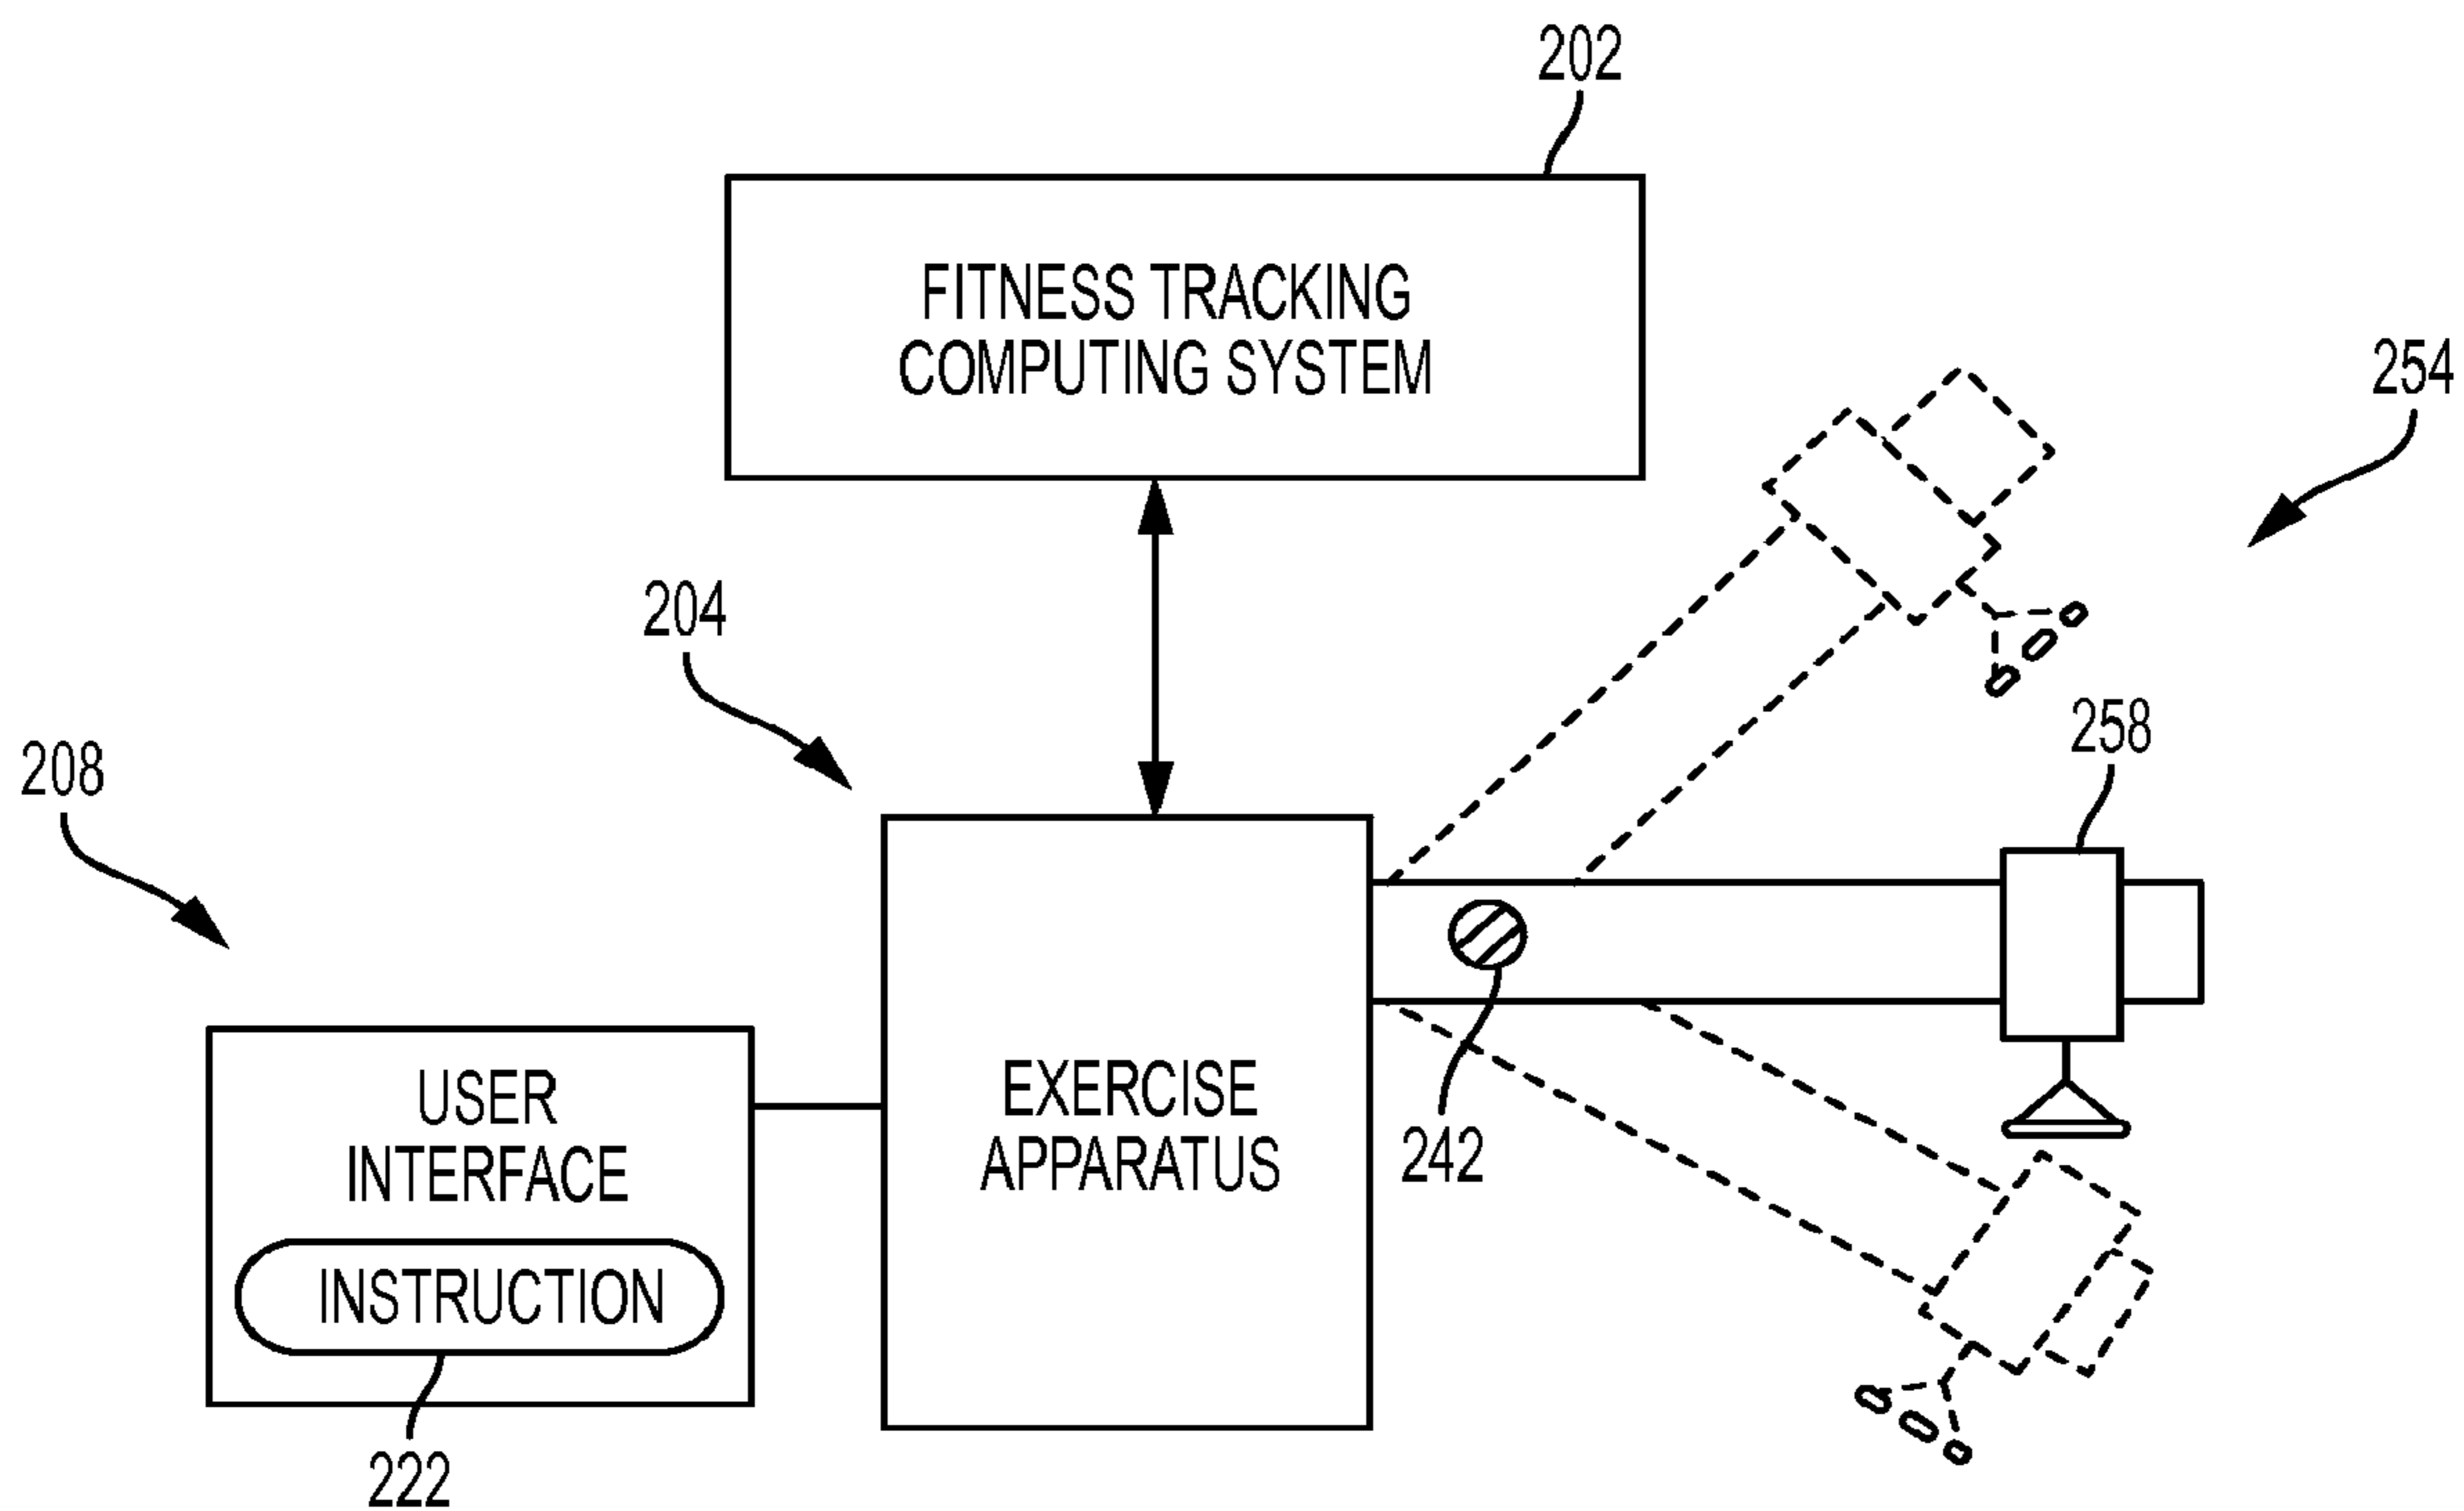 202
FITNESS TRACKING
COMPUTING SYSTEM
254
204
258
208
USER
INTERFACE
INSTRUCTION
EXERCISE
APPARATUS
242
222